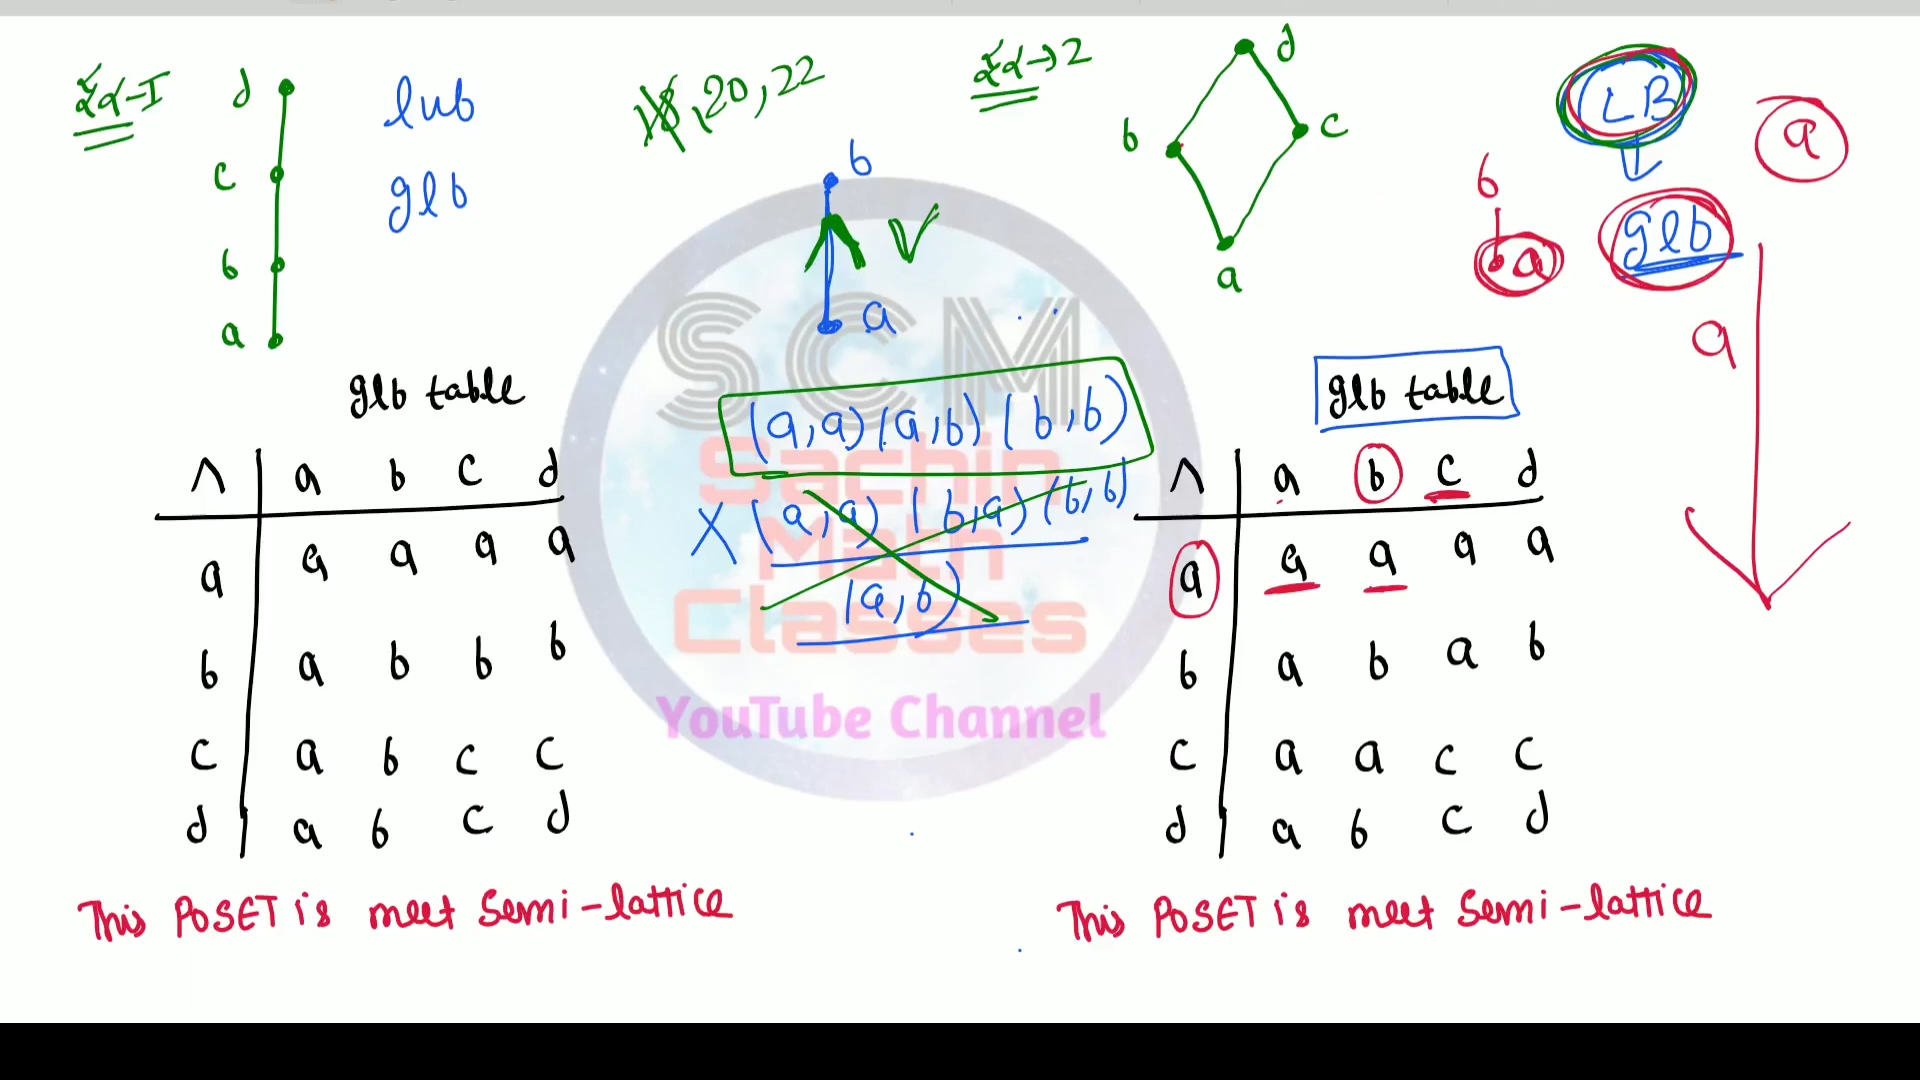 Ex-I
d
c
b
a
lub
glb
18, 20, 22
b
a
Ex→2
d
b
c
a
LB
glb
b
a
a
a
(a,a) (a,b) (b,b)
X (a,a) (b,a) (b,b)
(a,b)
glb table
∧ a b c d
a a a a a
b a b b b
c a b c c
d a b c d
This POSET is meet semi-lattice
glb table
∧ a b c d
a a a a a
b a b a b
c a a c c
d a b c d
This POSET is meet semi-lattice
SCM
Sachin
Math
Classes
YouTube Channel